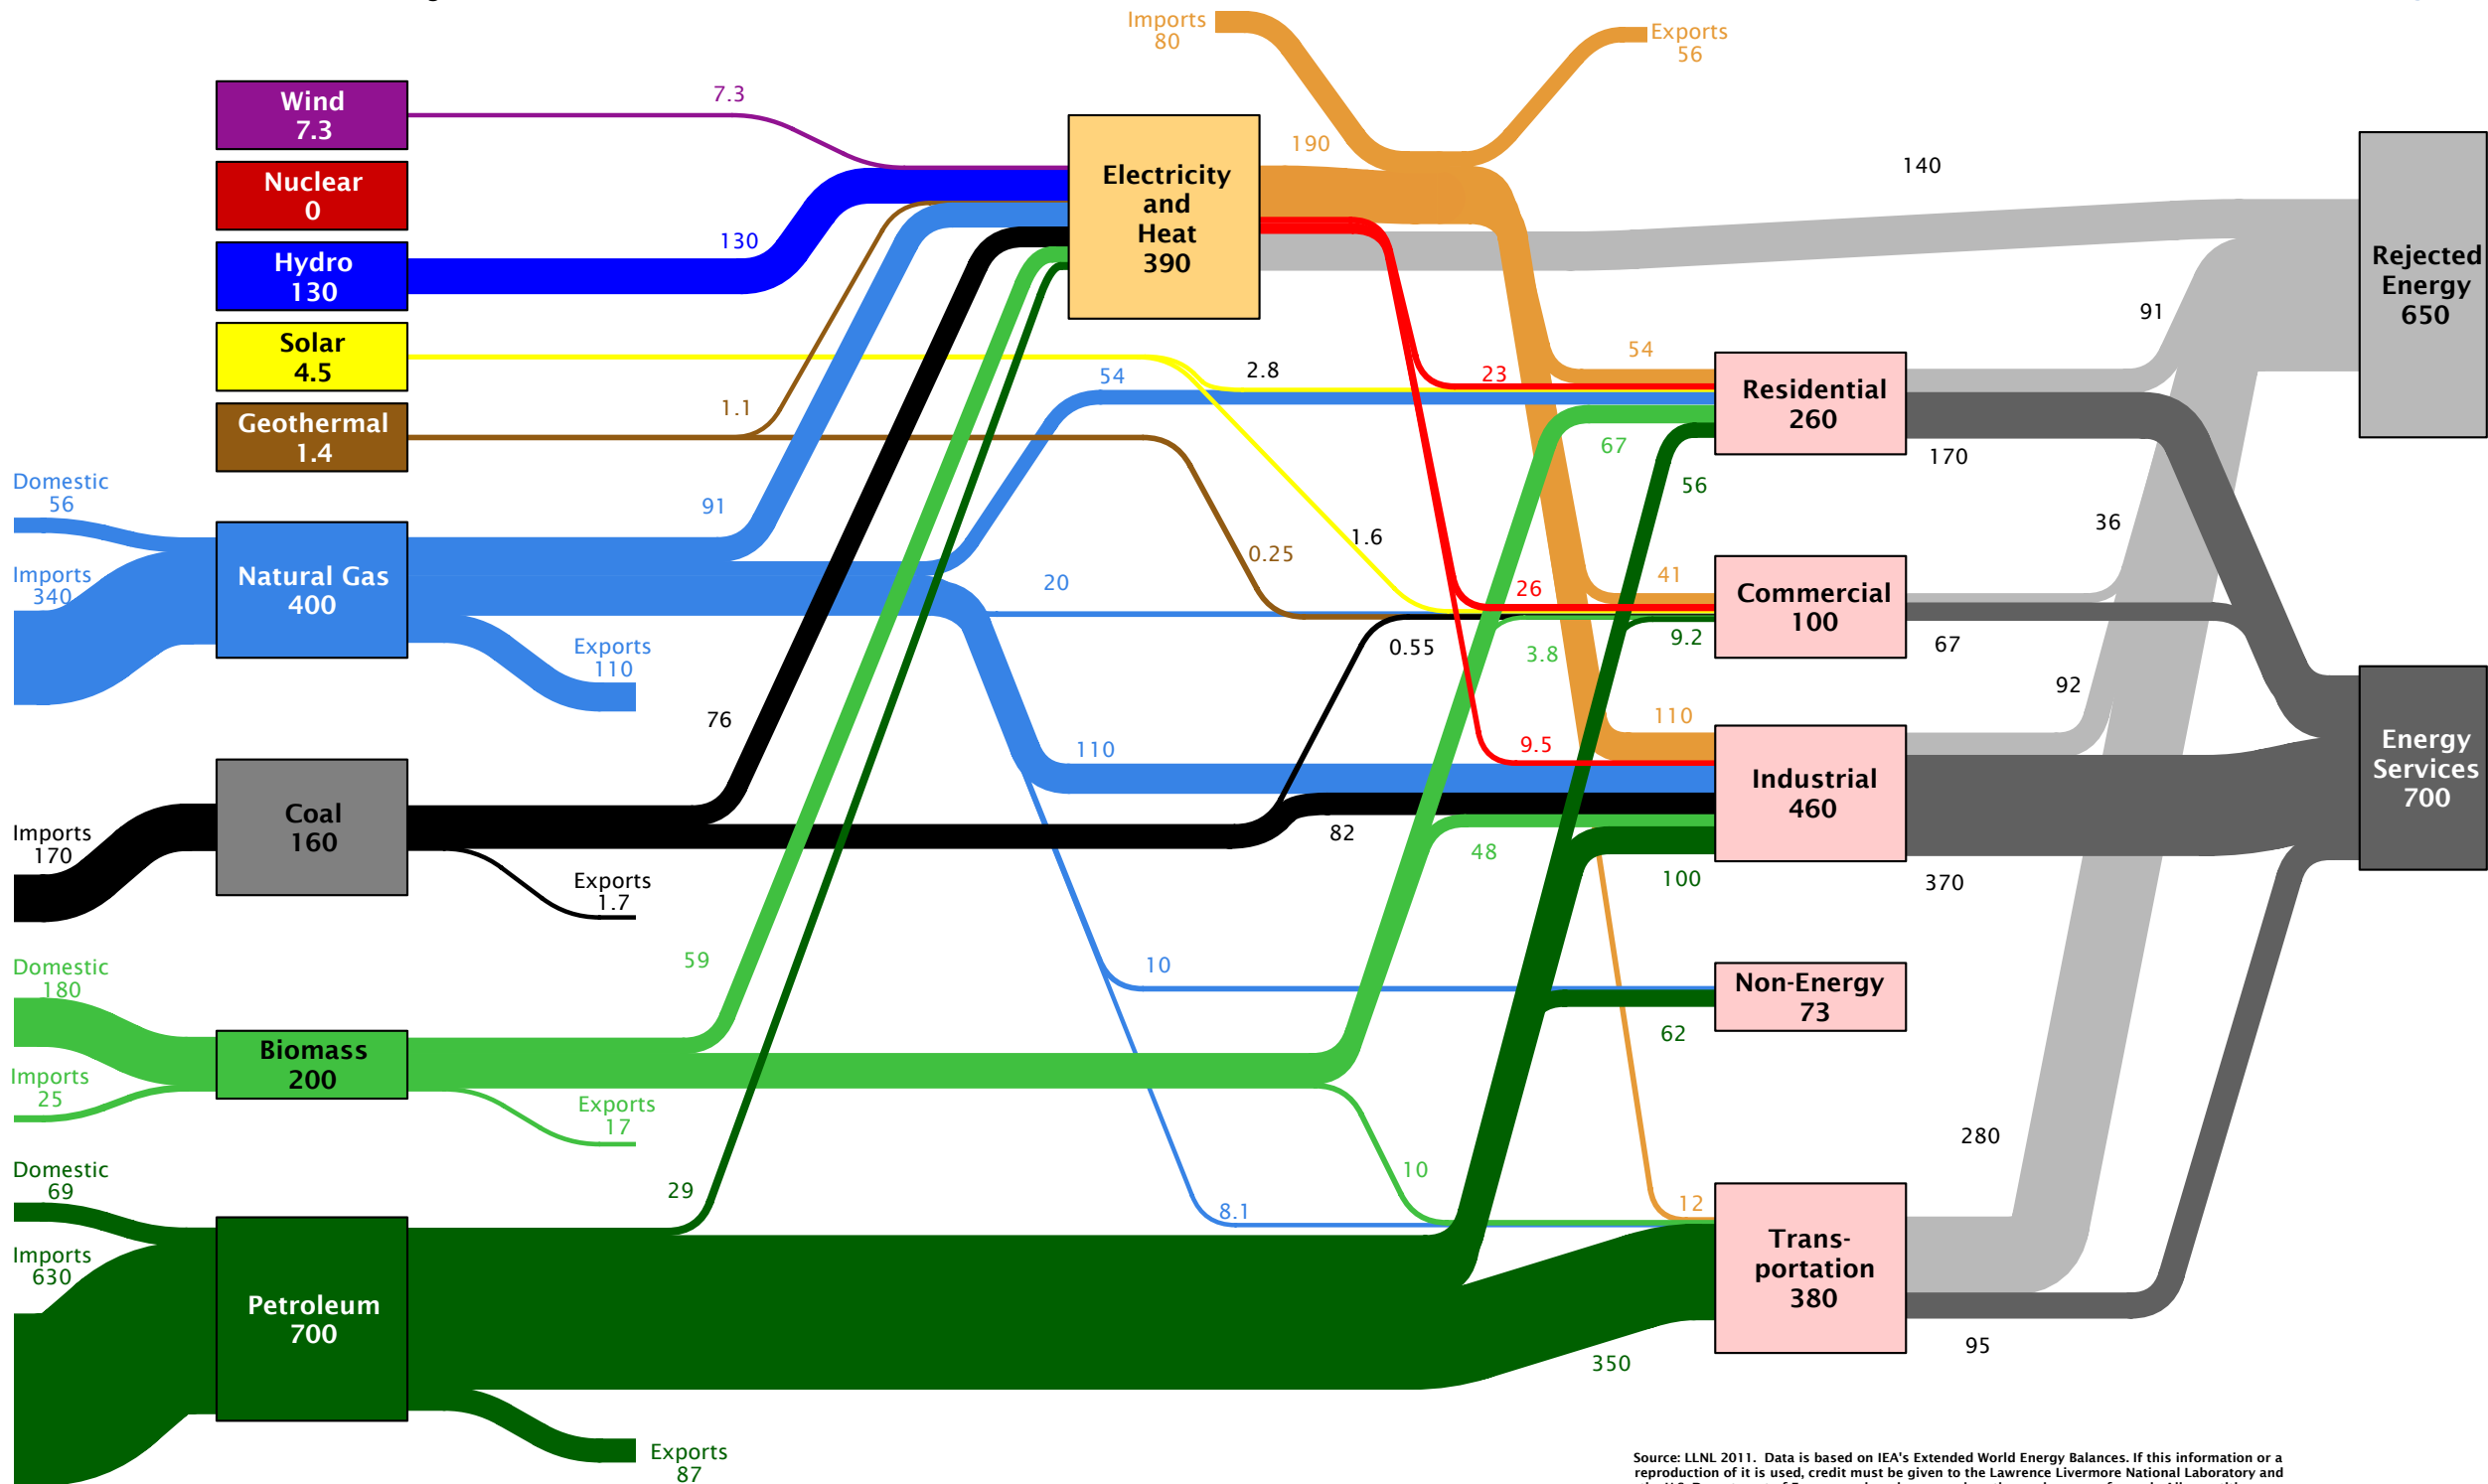 Imports
80
Exports
56
Wind
7.3
7.3
Nuclear
0
Hydro
130
130
Solar
4.5
Geothermal
1.4
1.1
Electricity
and
Heat
390
190
140
Rejected
Energy
650
91
54
2.8
54
23
Residential
260
67
170
56
Domestic
56
91
Imports
340
Natural Gas
400
Exports
110
0.25
1.6
20
36
41
26
Commercial
100
0.55
3.8
9.2
67
92
76
110
110
9.5
Industrial
460
Energy
Services
700
Imports
170
Coal
160
82
48
100
370
Exports
1.7
Domestic
180
59
10
Non-Energy
73
62
Biomass
200
Imports
25
Exports
17
280
Domestic
69
29
10
8.1
12
Imports
630
Petroleum
700
Trans-
portation
380
350
95
Exports
87
Source: LLNL 2011.  Data is based on IEA's Extended World Energy Balances. If this information or a
reproduction of it is used, credit must be given to the Lawrence Livermore National Laboratory and